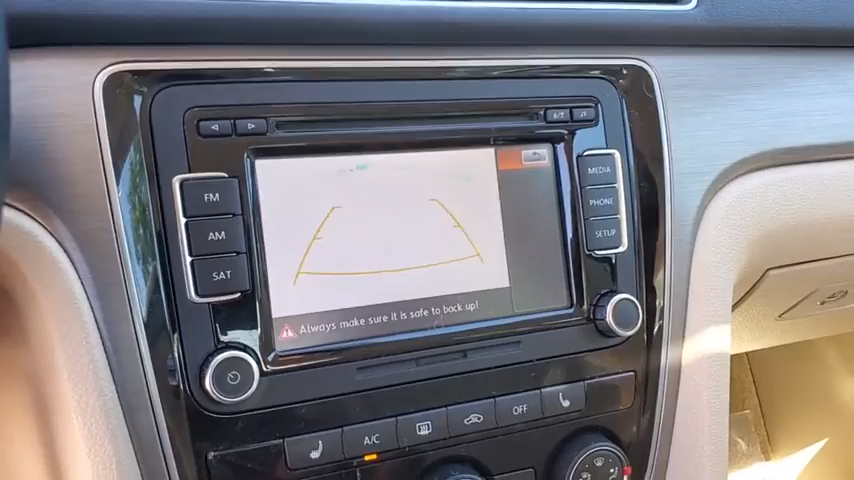 A/T
FM
AM
SAT
MEDIA
PHONE
SETUP
Always make sure it is safe to back up!
A/C
OFF